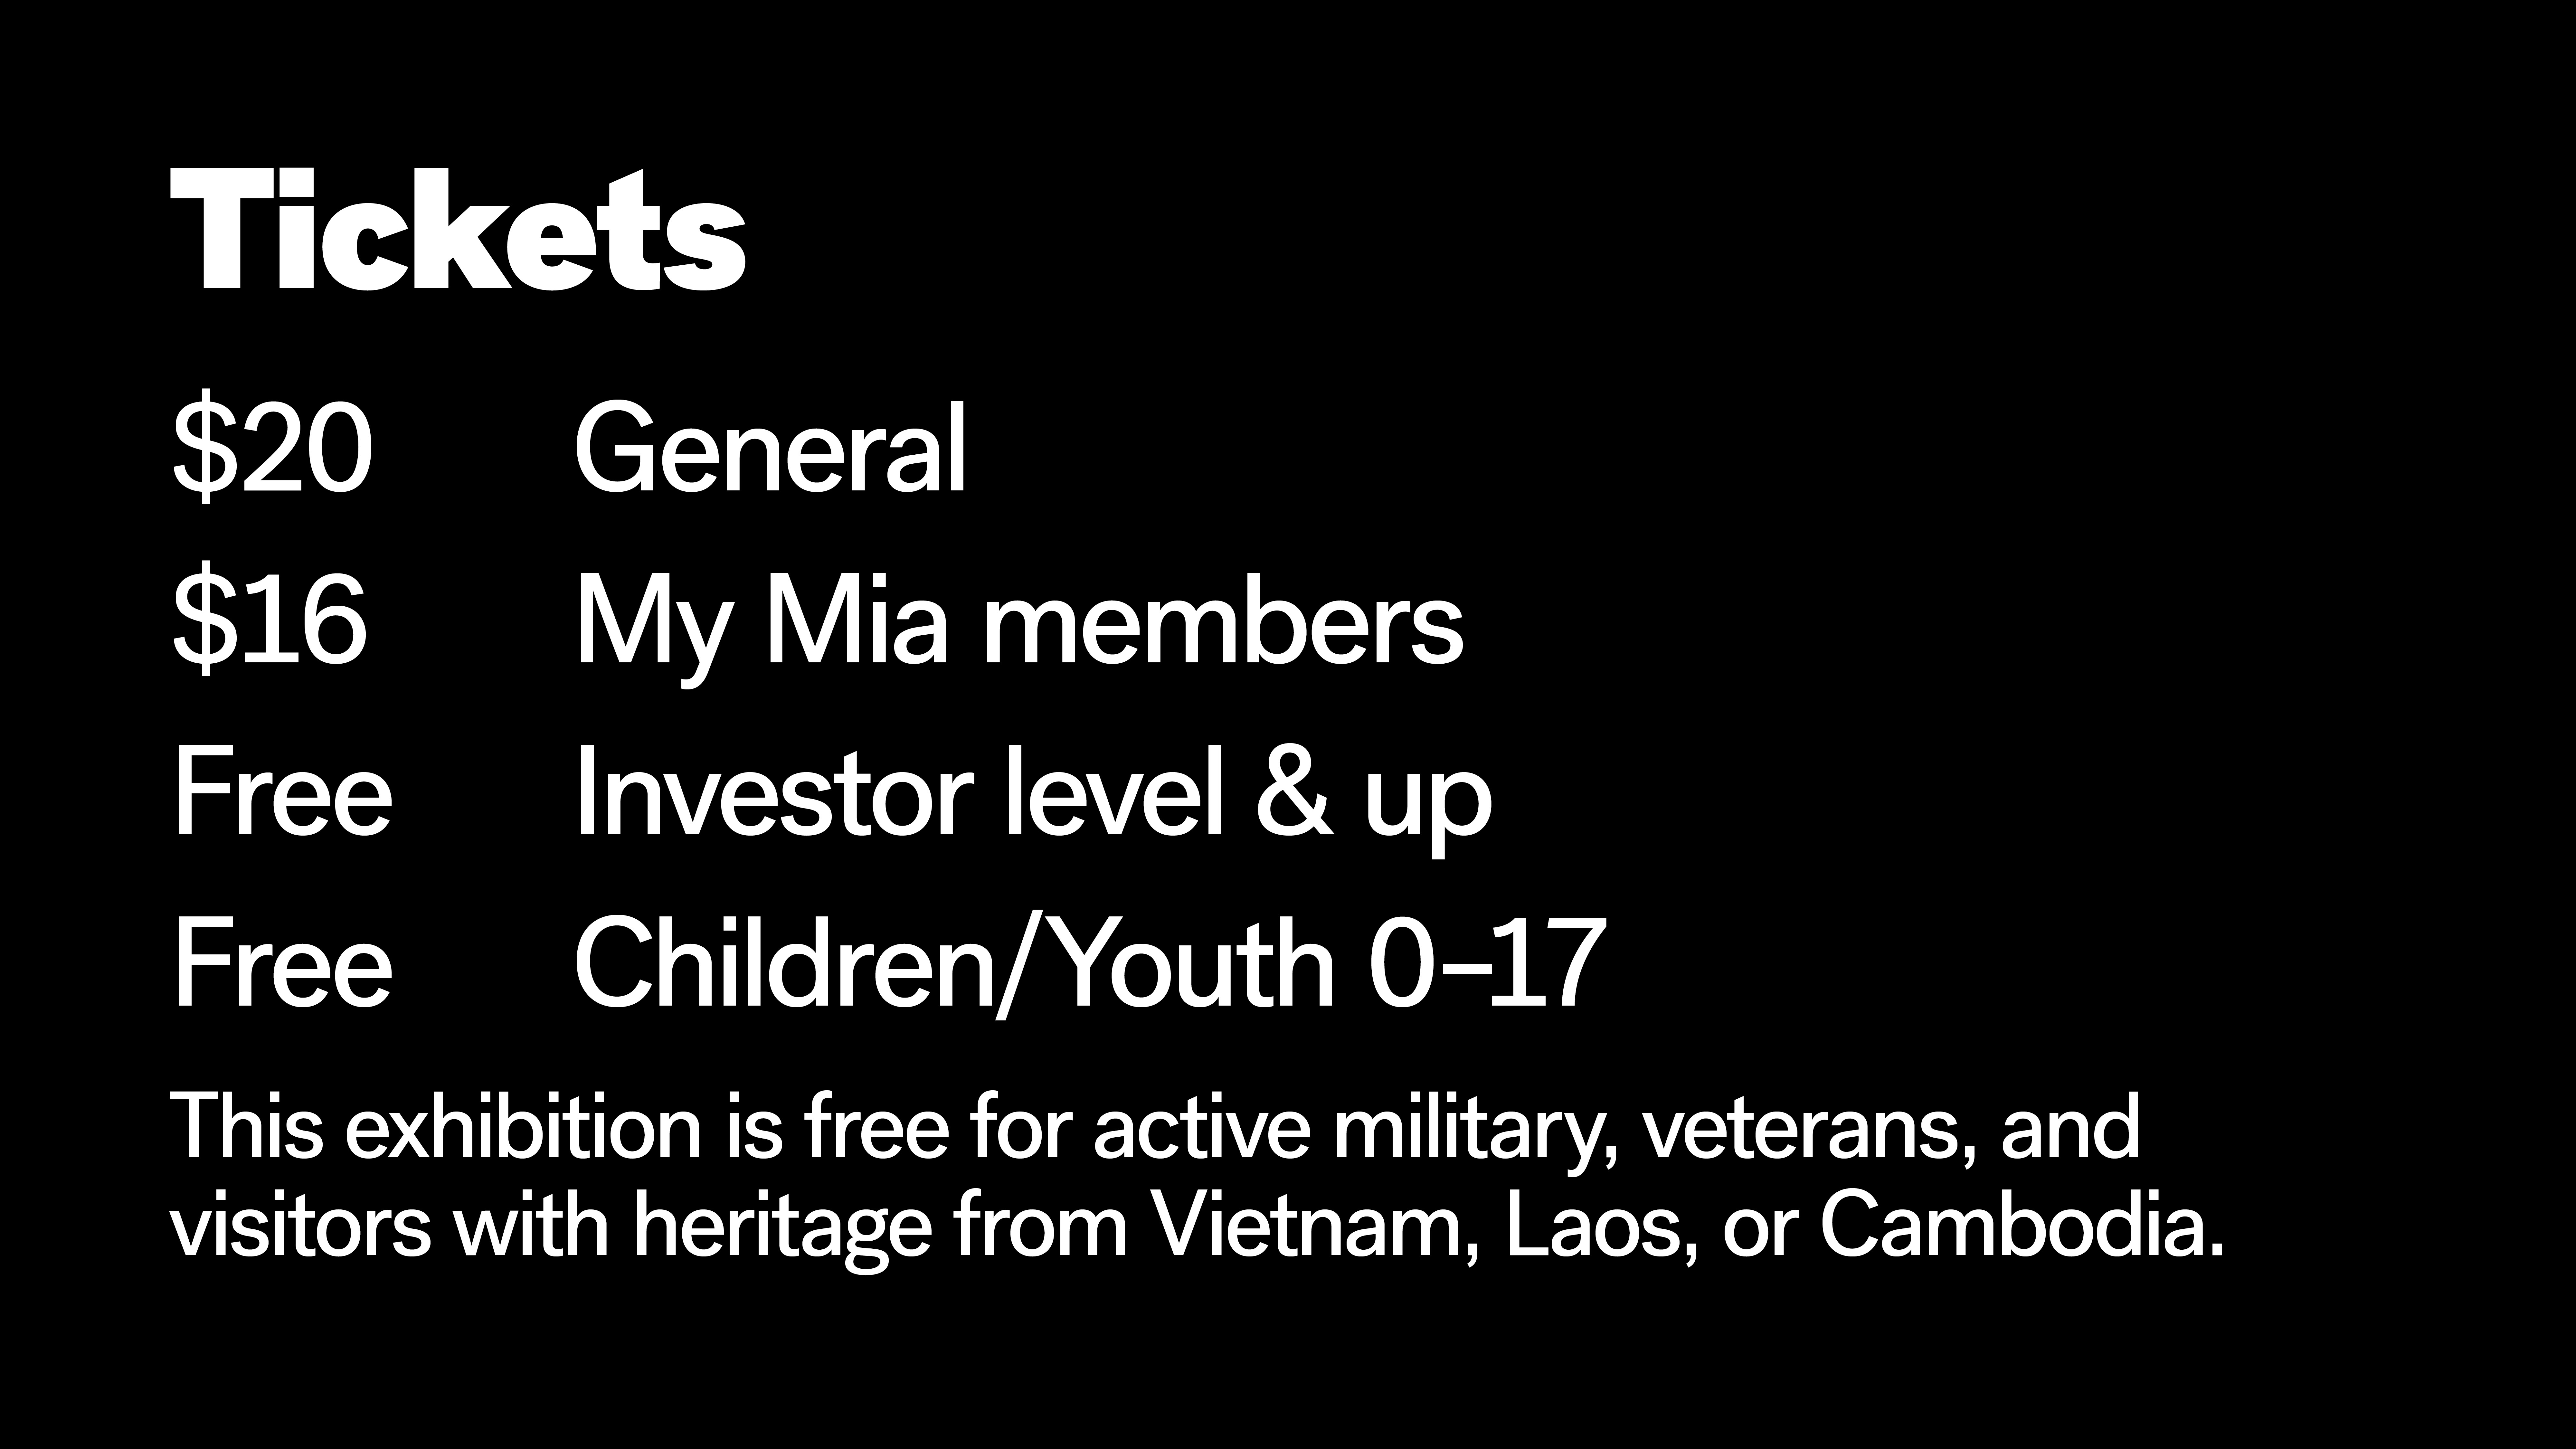 Tickets
$20 General
$16 My Mia members
Free Investor level & up
Free Children/Youth 0–17
This exhibition is free for active military, veterans, and
visitors with heritage from Vietnam, Laos, or Cambodia.